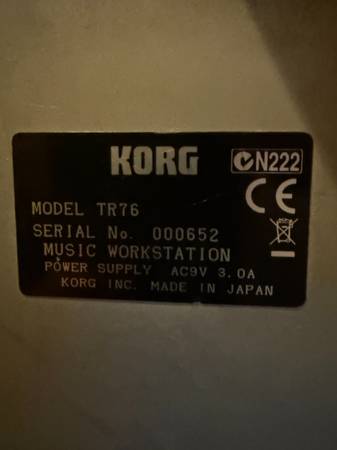 KORG
N222
CE
MODEL TR76
SERIAL No. 000652
MUSIC WORKSTATION
POWER SUPPLY AC9V 3.0A
KORG INC. MADE IN JAPAN